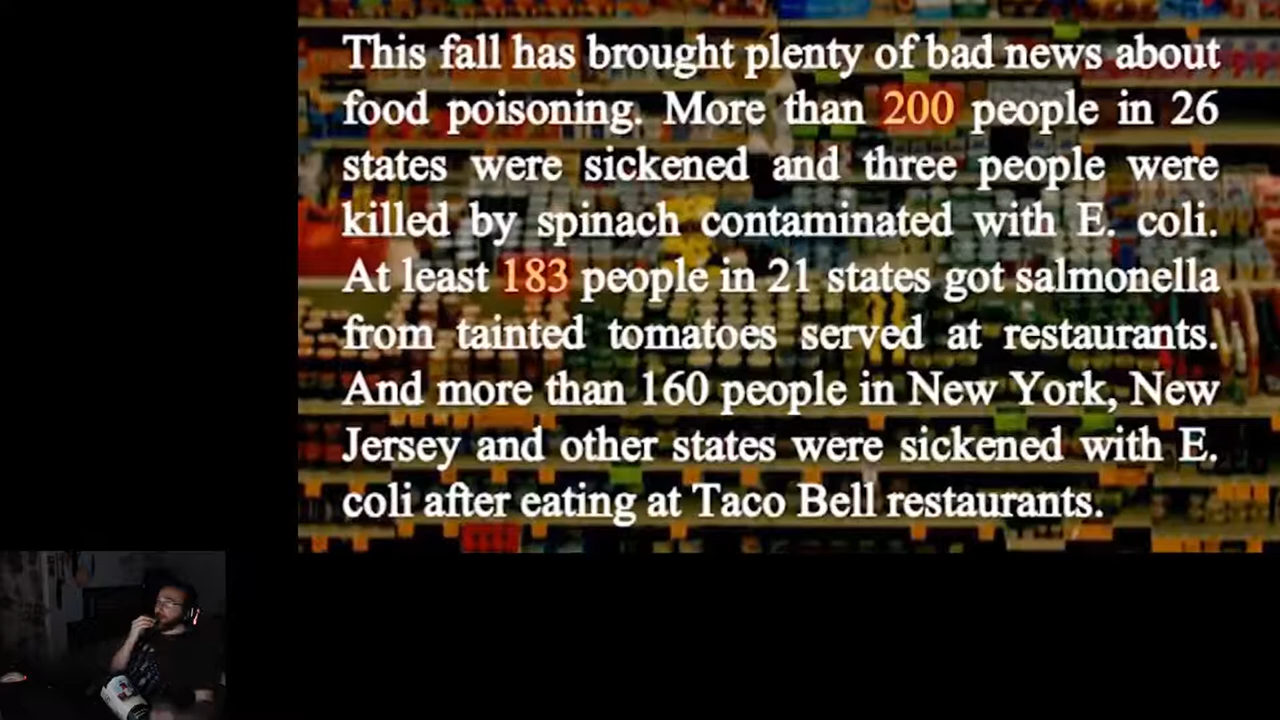 This fall has brought plenty of bad news about
food poisoning. More than 200 people in 26
states were sickened and three people were
killed by spinach contaminated with E. coli.
At least 183 people in 21 states got salmonella
from tainted tomatoes served at restaurants.
And more than 160 people in New York, New
Jersey and other states were sickened with E.
coli after eating at Taco Bell restaurants.